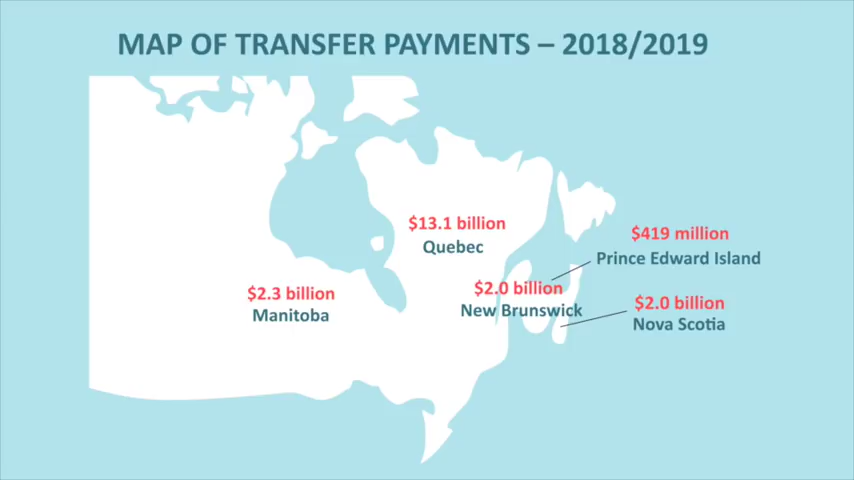 MAP OF TRANSFER PAYMENTS – 2018/2019
$13.1 billion
Quebec
$419 million
Prince Edward Island
$2.3 billion
Manitoba
$2.0 billion
New Brunswick
$2.0 billion
Nova Scotia